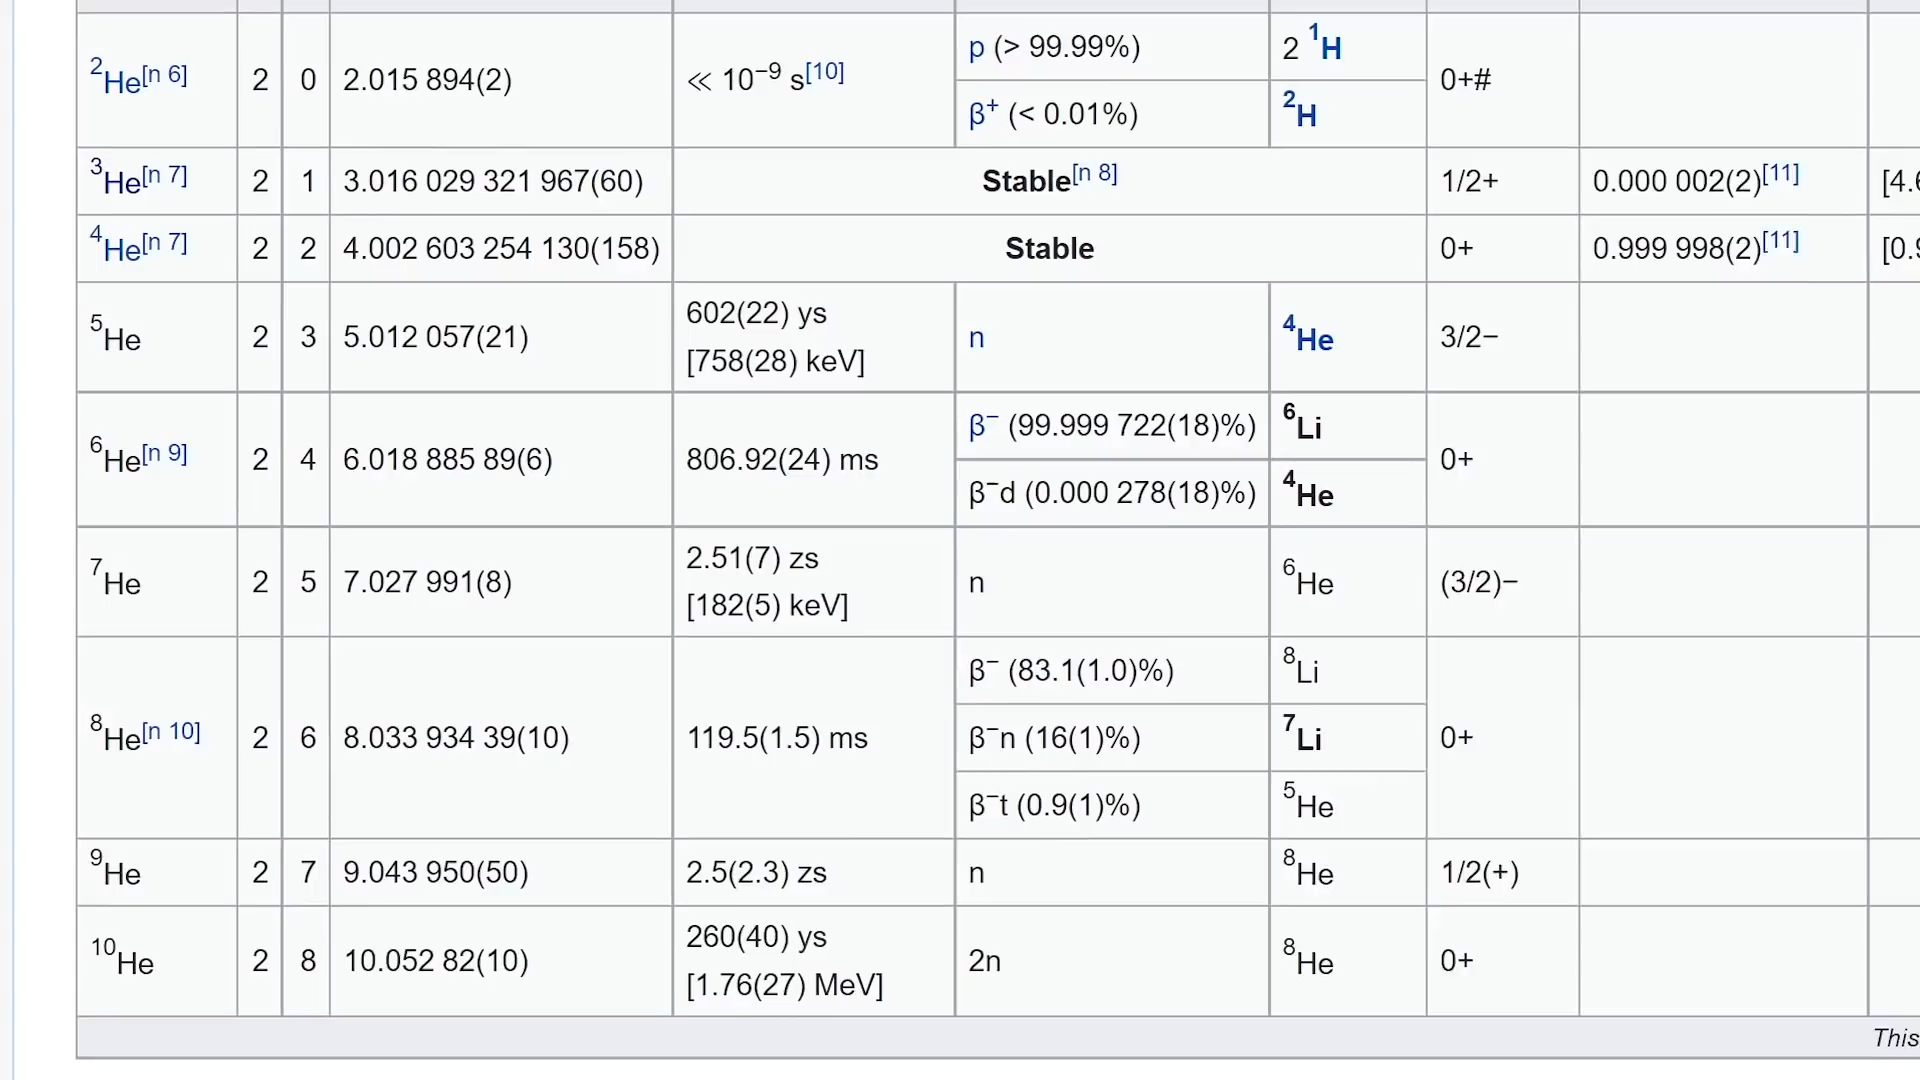 ²He[n 6] 2 0 2.015 894(2) ≪ 10⁻⁹ s[10] p (> 99.99%) 2 ¹H 0+#
β⁺ (< 0.01%) ²H
³He[n 7] 2 1 3.016 029 321 967(60) Stable[n 8] 1/2+ 0.000 002(2)[11] [4.6
⁴He[n 7] 2 2 4.002 603 254 130(158) Stable 0+ 0.999 998(2)[11] [0.9
⁵He 2 3 5.012 057(21) 602(22) ys n ⁴He 3/2−
[758(28) keV]
⁶He[n 9] 2 4 6.018 885 89(6) 806.92(24) ms β⁻ (99.999 722(18)%) ⁶Li 0+
β⁻d (0.000 278(18)%) ⁴He
⁷He 2 5 7.027 991(8) 2.51(7) zs n ⁶He (3/2)−
[182(5) keV]
⁸He[n 10] 2 6 8.033 934 39(10) 119.5(1.5) ms β⁻ (83.1(1.0)%) ⁸Li 0+
β⁻n (16(1)%) ⁷Li
β⁻t (0.9(1)%) ⁵He
⁹He 2 7 9.043 950(50) 2.5(2.3) zs n ⁸He 1/2(+)
¹⁰He 2 8 10.052 82(10) 260(40) ys 2n ⁸He 0+
[1.76(27) MeV]
This